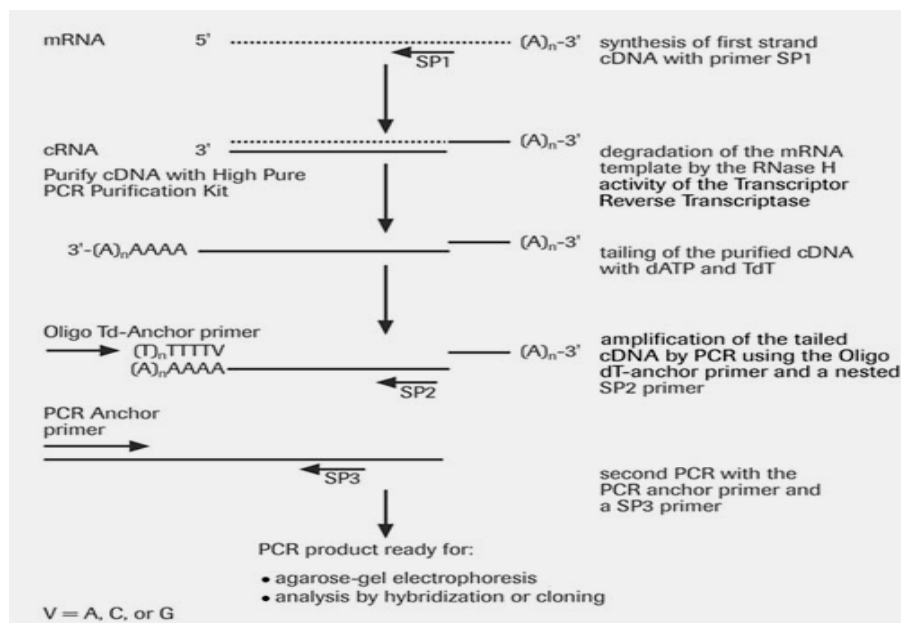 mRNA 5' (A)n-3' synthesis of first strand
SP1 cDNA with primer SP1
cRNA 3' (A)n-3'
Purify cDNA with High Pure
PCR Purification Kit
degradation of the mRNA
template by the RNase H
activity of the Transcriptor
Reverse Transcriptase
3'-(A)nAAAA (A)n-3' tailing of the purified cDNA
with dATP and TdT
Oligo Td-Anchor primer
(T)nTTTTV
(A)nAAAA
(A)n-3'
SP2
amplification of the tailed
cDNA by PCR using the Oligo
dT-anchor primer and a nested
SP2 primer
PCR Anchor
primer
SP3
second PCR with the
PCR anchor primer and
a SP3 primer
PCR product ready for:
• agarose-gel electrophoresis
• analysis by hybridization or cloning
V = A, C, or G